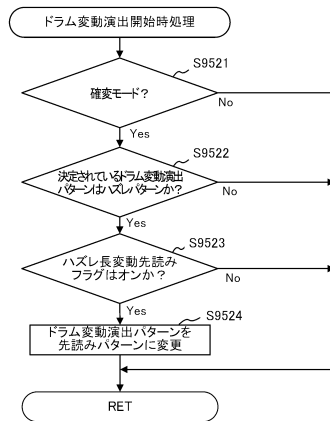 ドラム変動演出開始時処理
S9521
確変モード？
No
Yes
S9522
決定されているドラム変動演出
パターンはハズレパターンか？
No
Yes
S9523
ハズレ長変動先読み
フラグはオンか？
No
Yes
S9524
ドラム変動演出パターンを
先読みパターンに変更
RET